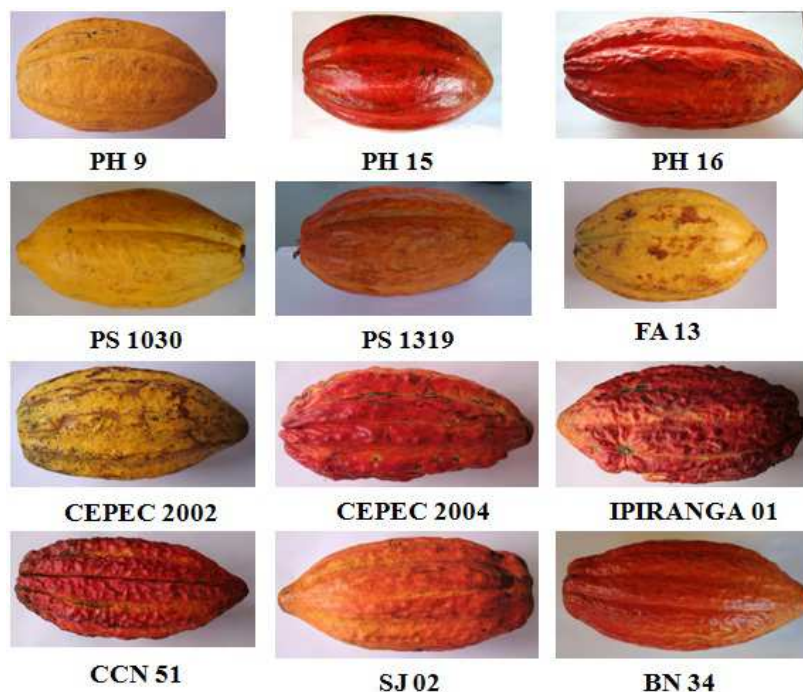 PH 9
PH 15
PH 16
PS 1030
PS 1319
FA 13
CEPEC 2002
CEPEC 2004
IPIRANGA 01
CCN 51
SJ 02
BN 34